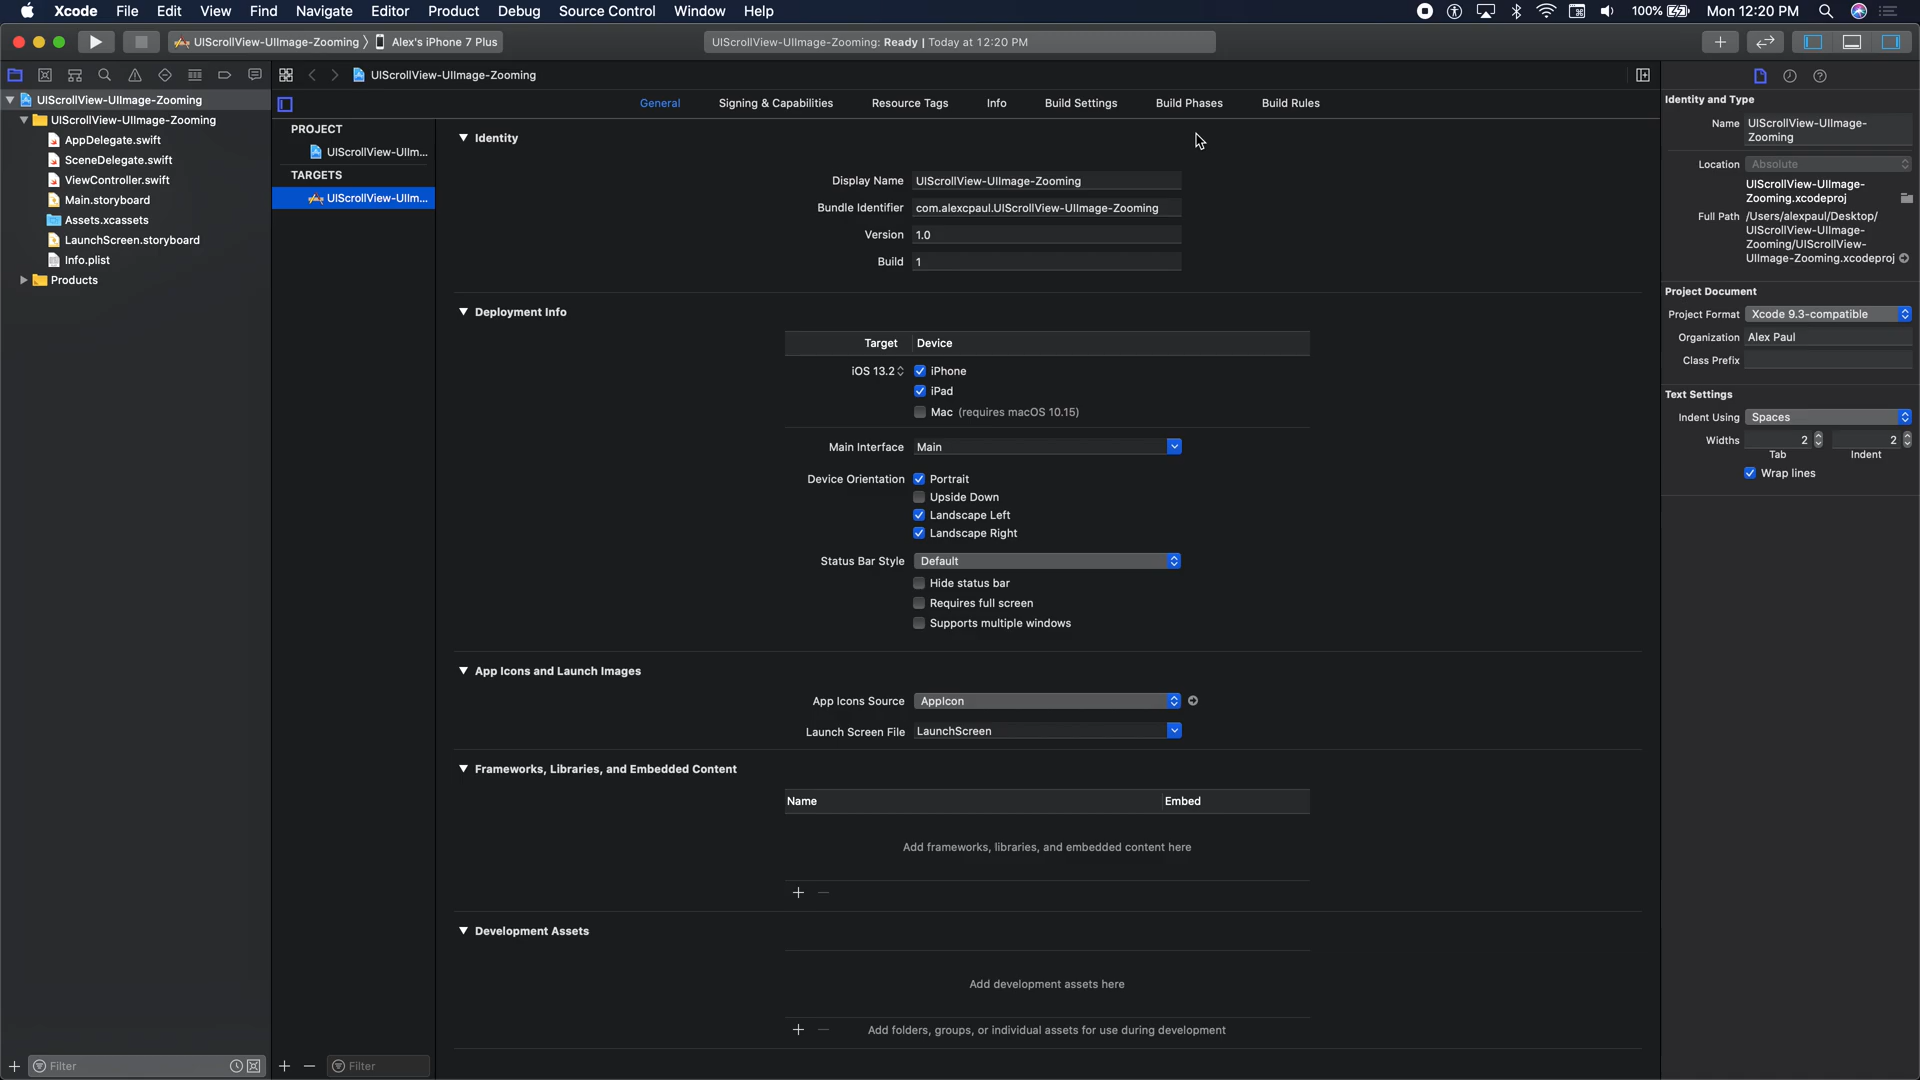 Xcode File Edit View Find Navigate Editor Product Debug Source Control Window Help 100% Mon 12:20 PM
UIScrollView-UIImage-Zooming Alex's iPhone 7 Plus UIScrollView-UIImage-Zooming: Ready | Today at 12:20 PM
UIScrollView-UIImage-Zooming
General Signing & Capabilities Resource Tags Info Build Settings Build Phases Build Rules
UIScrollView-UIImage-Zooming
UIScrollView-UIImage-Zooming
AppDelegate.swift
SceneDelegate.swift
ViewController.swift
Main.storyboard
Assets.xcassets
LaunchScreen.storyboard
Info.plist
Products
Filter
PROJECT
UIScrollView-UIIm...
TARGETS
UIScrollView-UIIm...
Filter
Identity
Display Name UIScrollView-UIImage-Zooming
Bundle Identifier com.alexcpaul.UIScrollView-UIImage-Zooming
Version 1.0
Build 1
Deployment Info
Target Device
iOS 13.2 iPhone
iPad
Mac (requires macOS 10.15)
Main Interface Main
Device Orientation Portrait
Upside Down
Landscape Left
Landscape Right
Status Bar Style Default
Hide status bar
Requires full screen
Supports multiple windows
App Icons and Launch Images
App Icons Source AppIcon
Launch Screen File LaunchScreen
Frameworks, Libraries, and Embedded Content
Name Embed
Add frameworks, libraries, and embedded content here
Development Assets
Add development assets here
Add folders, groups, or individual assets for use during development
Identity and Type
Name UIScrollView-UIImage-
Zooming
Location Absolute
UIScrollView-UIImage-
Zooming.xcodeproj
Full Path /Users/alexpaul/Desktop/
UIScrollView-UIImage-
Zooming/UIScrollView-
UIImage-Zooming.xcodeproj
Project Document
Project Format Xcode 9.3-compatible
Organization Alex Paul
Class Prefix
Text Settings
Indent Using Spaces
Widths 2 2
Tab Indent
Wrap lines